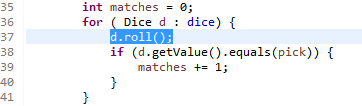 35 int matches = 0;
36 for ( Dice d : dice) {
37 d.roll();
38 if (d.getValue().equals(pick)) {
39 matches += 1;
40 }
41 }